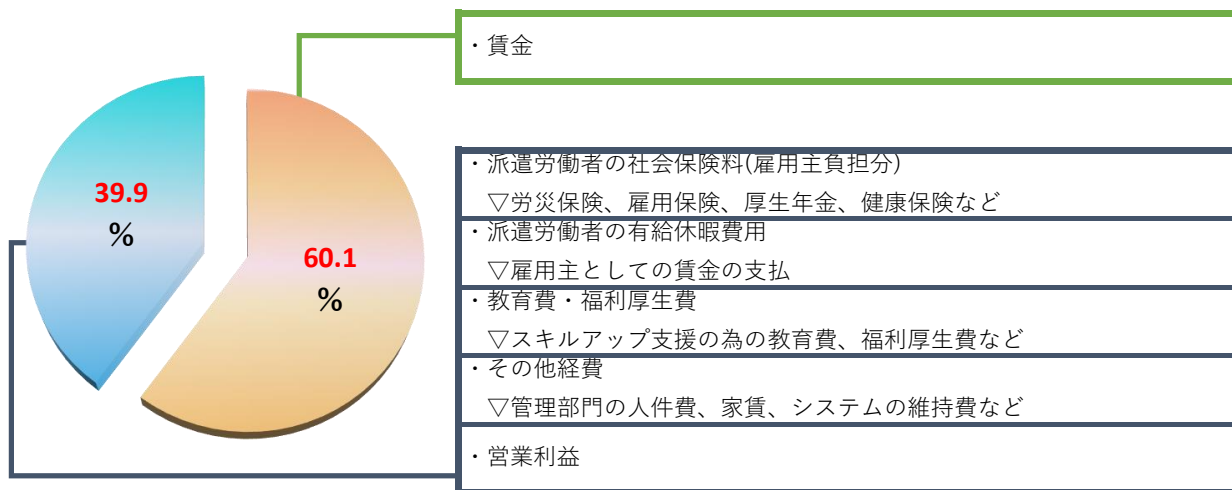 ・賃金
39.9
%
60.1
%
・派遣労働者の社会保険料(雇用主負担分)
▽労災保険、雇用保険、厚生年金、健康保険など
・派遣労働者の有給休暇費用
▽雇用主としての賃金の支払
・教育費・福利厚生費
▽スキルアップ支援の為の教育費、福利厚生費など
・その他経費
▽管理部門の人件費、家賃、システムの維持費など
・営業利益